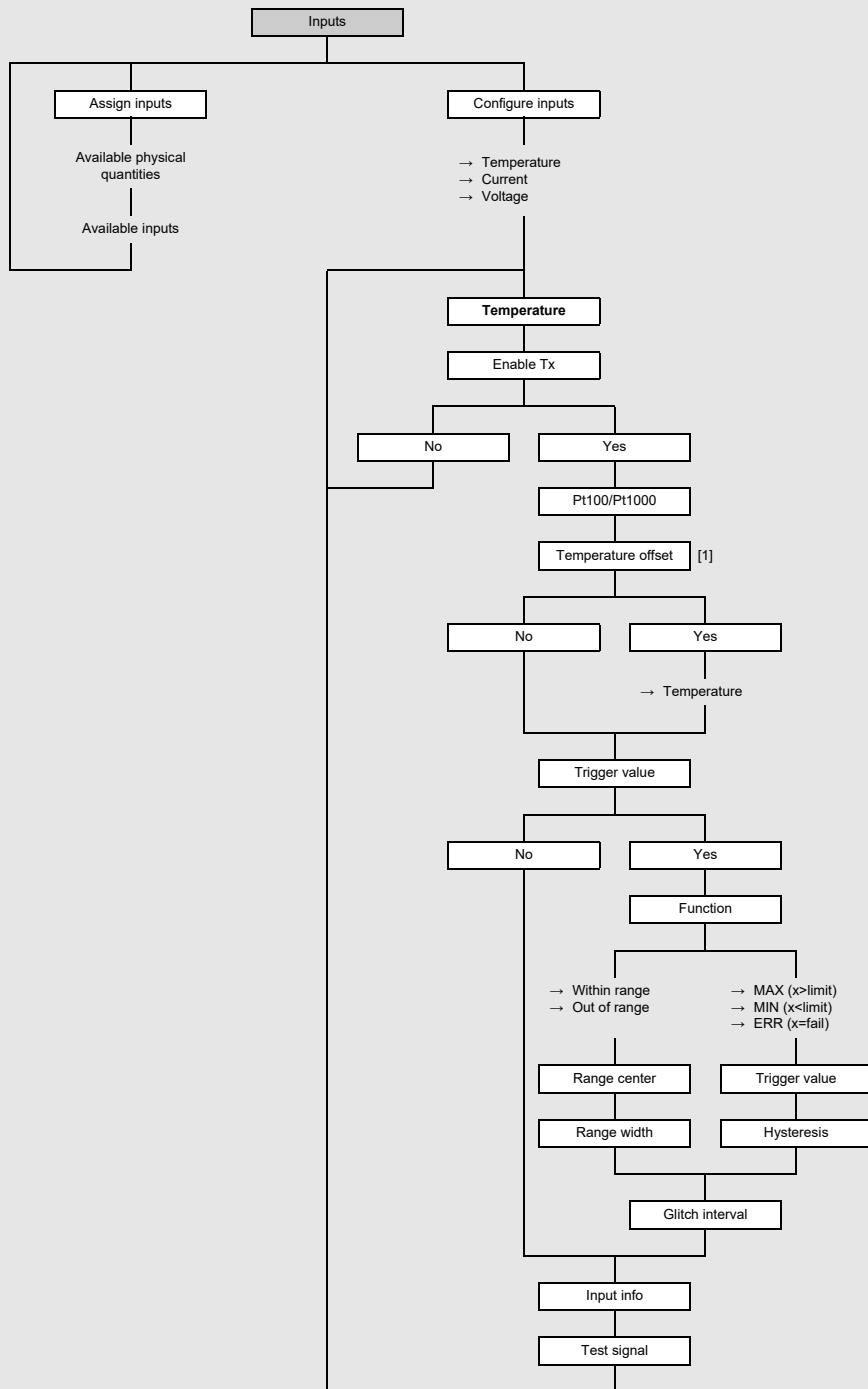 Inputs
Assign inputs
Configure inputs
Available physical
quantities
→ Temperature
→ Current
→ Voltage
Available inputs
Temperature
Enable Tx
No
Yes
Pt100/Pt1000
Temperature offset [1]
No
Yes
→ Temperature
Trigger value
No
Yes
Function
→ Within range
→ Out of range
→ MAX (x>limit)
→ MIN (x<limit)
→ ERR (x=fail)
Range center
Trigger value
Range width
Hysteresis
Glitch interval
Input info
Test signal